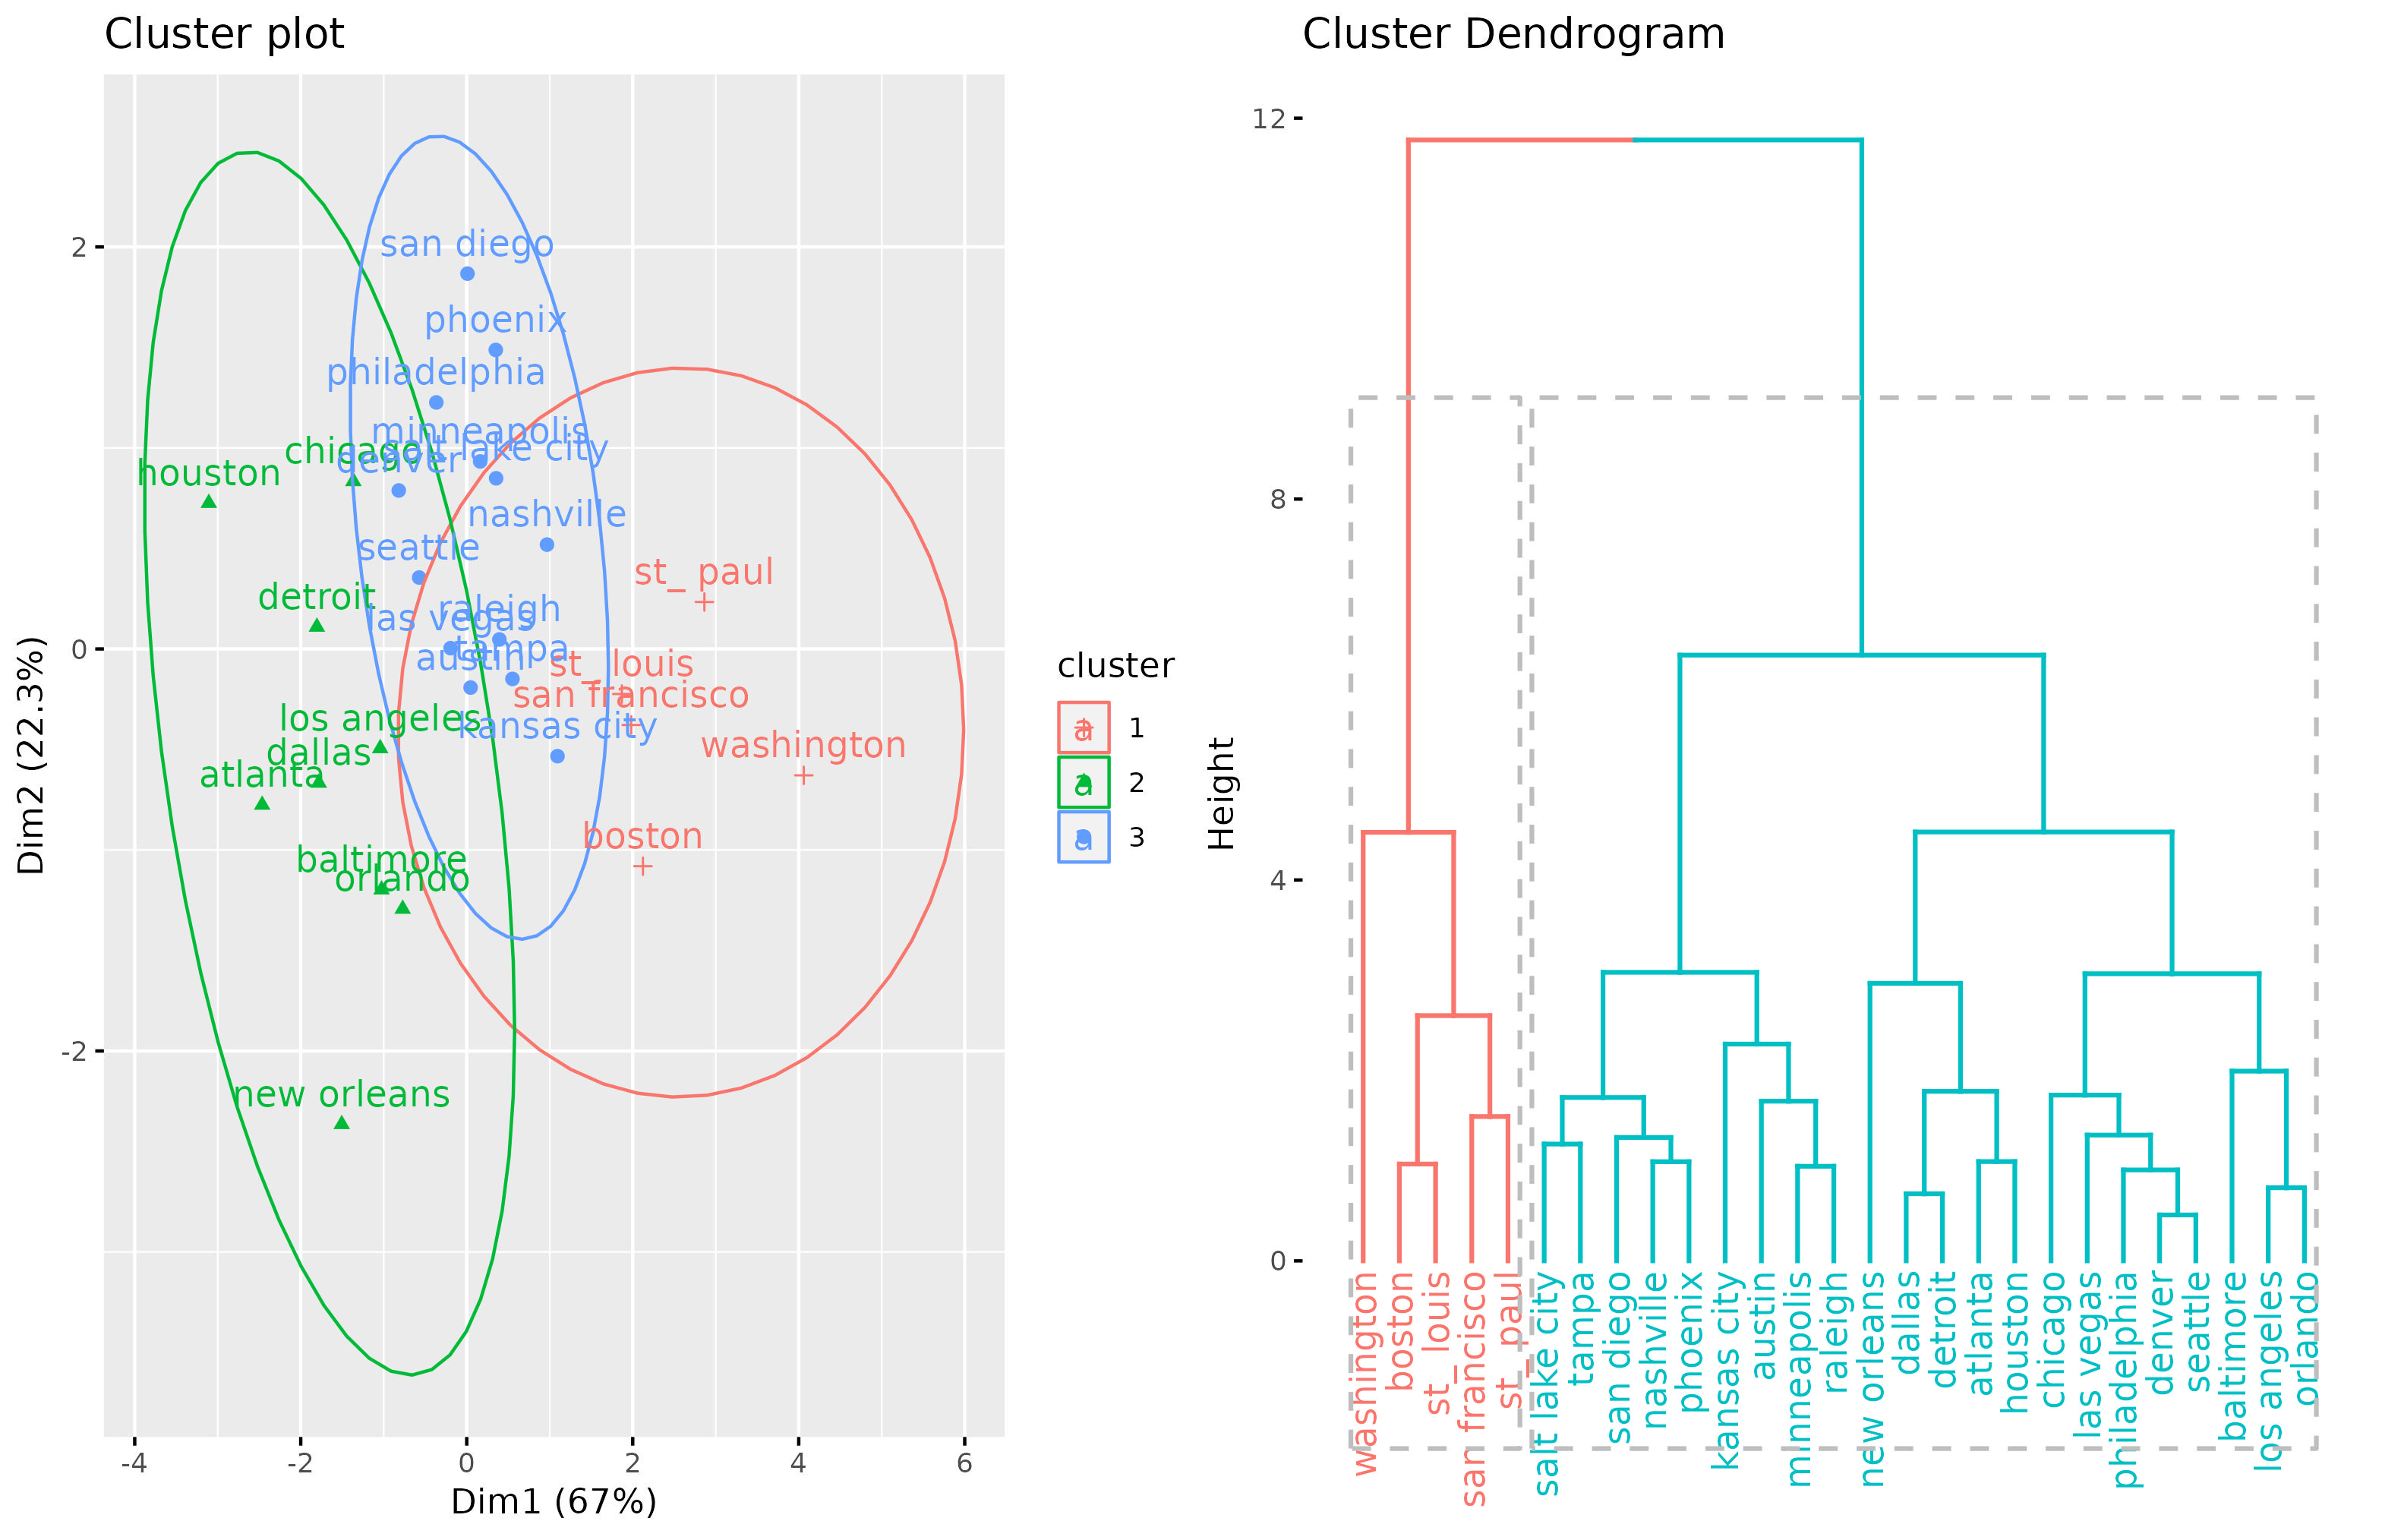 Cluster plot
Dim2 (22.3%)
2
0
-2
san diego
phoenix
philadelphia
minneapolis
salt lake city
chicago
denver
houston
nashville
seattle
st_ paul
detroit
raleigh
las vegas
tampa
austin
st_ louis
san francisco
los angeles
kansas city
dallas
washington
atlanta
boston
baltimore
orlando
new orleans
-4
-2
0
2
4
6
Dim1 (67%)
cluster
a 1
a 2
a 3
Cluster Dendrogram
Height
12
8
4
0
washington
boston
st_ louis
san francisco
st_ paul
salt lake city
tampa
san diego
nashville
phoenix
kansas city
austin
minneapolis
raleigh
new orleans
dallas
detroit
atlanta
houston
chicago
las vegas
philadelphia
denver
seattle
baltimore
los angeles
orlando